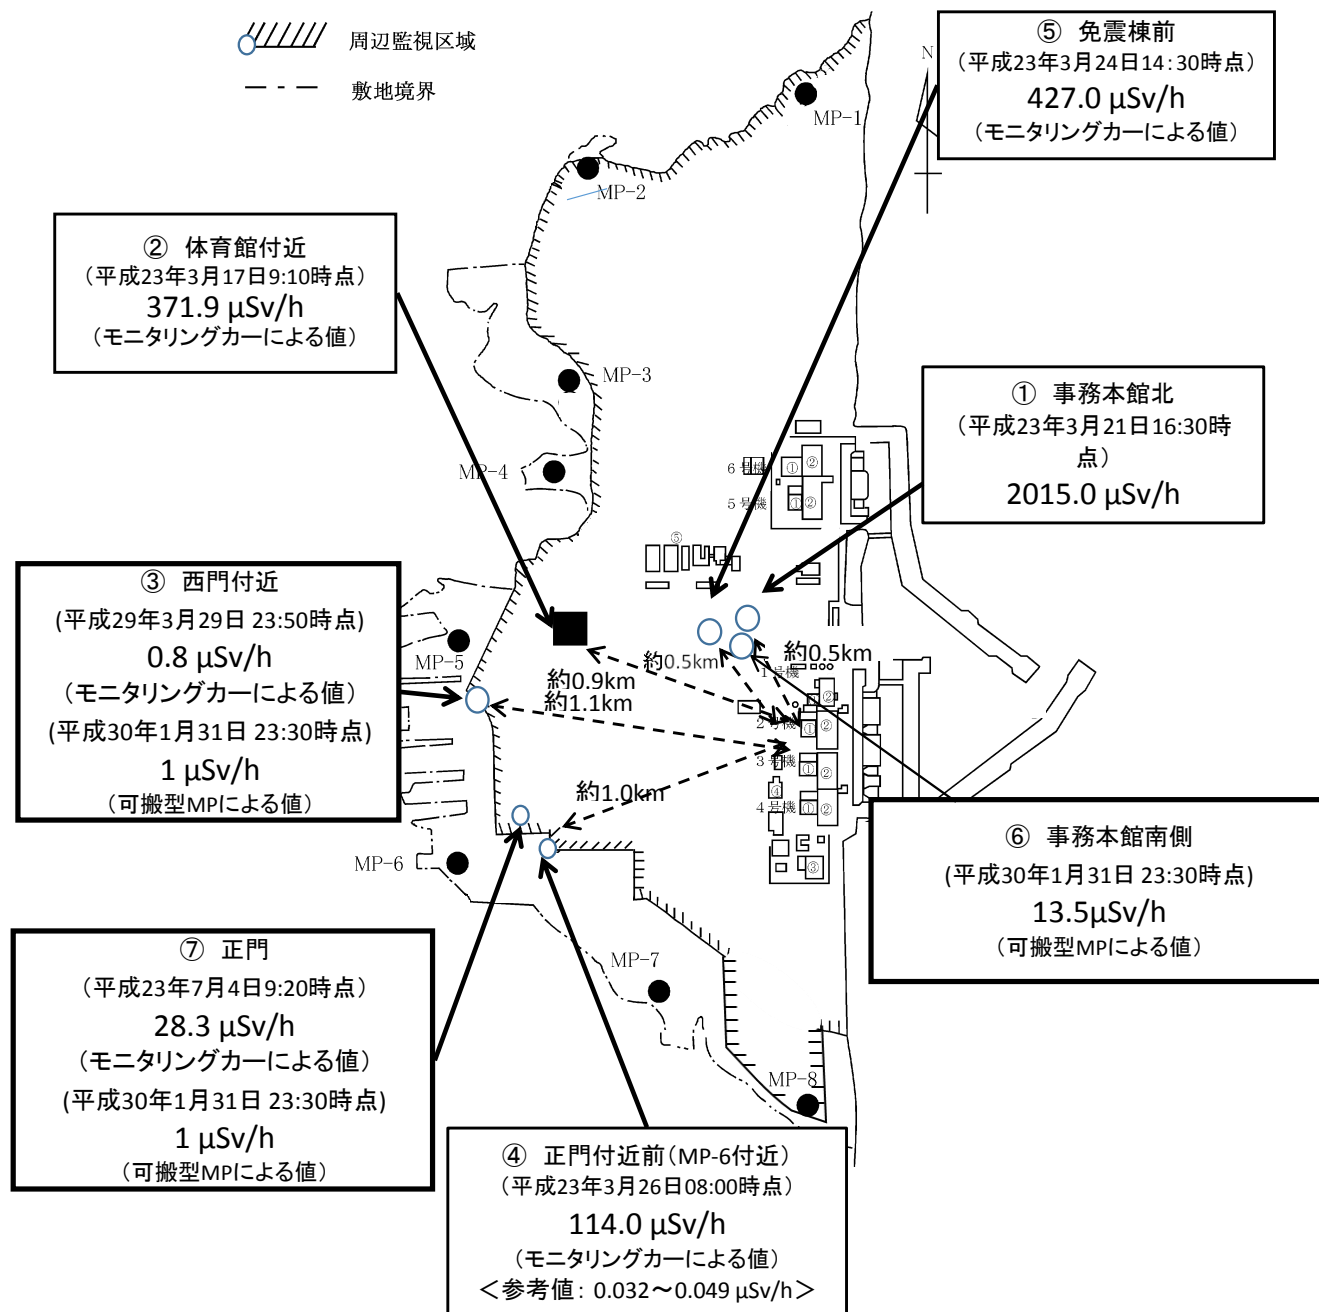 周辺監視区域
敷地境界
⑤ 免震棟前
(平成23年3月24日14:30時点)
427.0 µSv/h
(モニタリングカーによる値)
N
MP-1
MP-2
② 体育館付近
(平成23年3月17日9:10時点)
371.9 µSv/h
(モニタリングカーによる値)
MP-3
① 事務本館北
(平成23年3月21日16:30時
点)
2015.0 µSv/h
MP-4
6号機
① ②
5号機
① ②
⑤
③ 西門付近
(平成29年3月29日 23:50時点)
0.8 µSv/h
(モニタリングカーによる値)
(平成30年1月31日 23:30時点)
1 µSv/h
(可搬型MPによる値)
MP-5
約0.9km
約1.1km
約0.5km
約0.5km
1号機
②
2号機
① ②
3号機
① ②
④
4号機
① ②
③
約1.0km
MP-6
⑥ 事務本館南側
(平成30年1月31日 23:30時点)
13.5µSv/h
(可搬型MPによる値)
⑦ 正門
(平成23年7月4日9:20時点)
28.3 µSv/h
(モニタリングカーによる値)
(平成30年1月31日 23:30時点)
1 µSv/h
(可搬型MPによる値)
MP-7
MP-8
④ 正門付近前(MP-6付近)
(平成23年3月26日08:00時点)
114.0 µSv/h
(モニタリングカーによる値)
<参考値: 0.032~0.049 µSv/h>